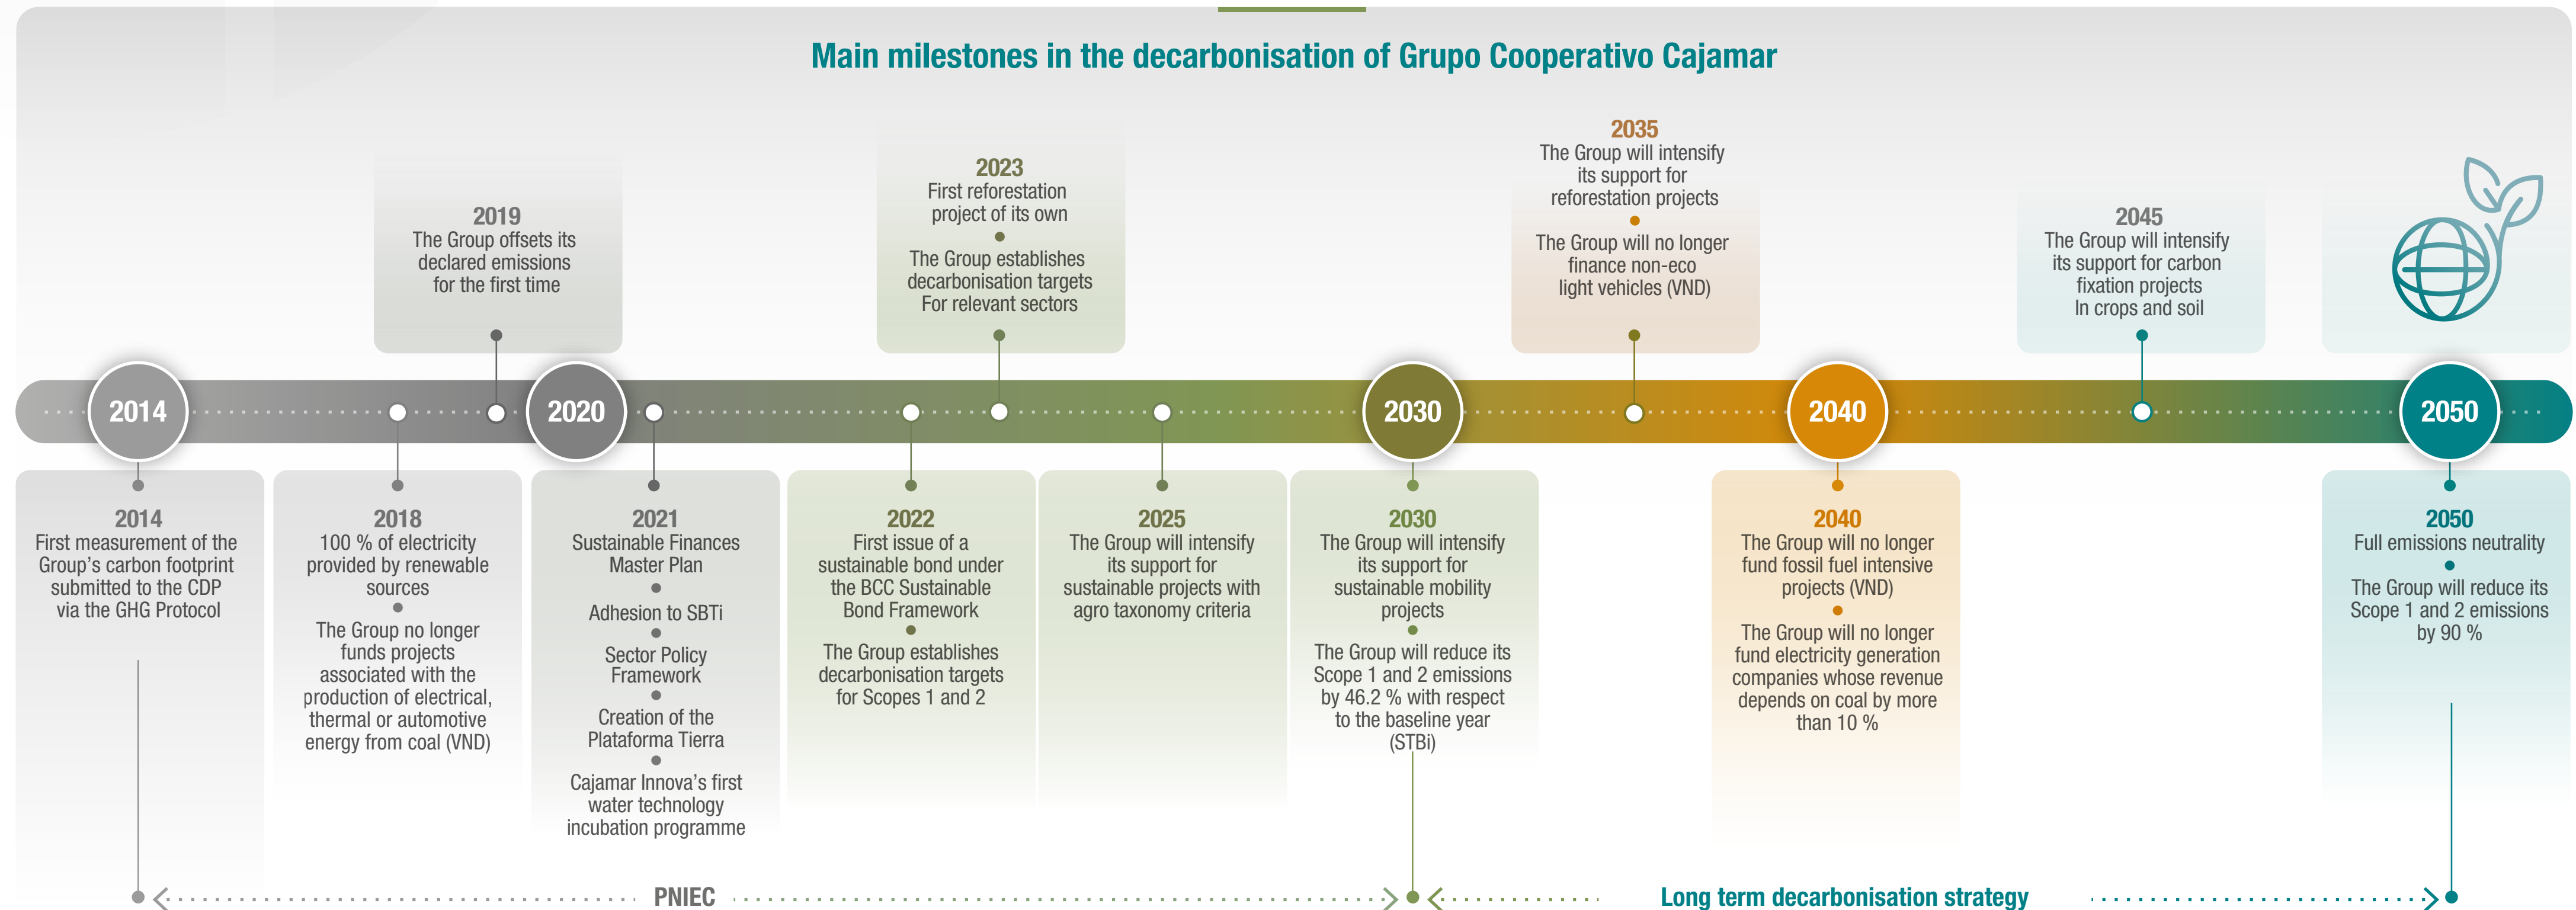 Main milestones in the decarbonisation of Grupo Cooperativo Cajamar
2019
The Group offsets its
declared emissions
for the first time
2023
First reforestation
project of its own
The Group establishes
decarbonisation targets
For relevant sectors
2035
The Group will intensify
its support for
reforestation projects
The Group will no longer
finance non-eco
light vehicles (VND)
2045
The Group will intensify
its support for carbon
fixation projects
In crops and soil
2014
2020
2030
2040
2050
2014
First measurement of the
Group's carbon footprint
submitted to the CDP
via the GHG Protocol
2018
100 % of electricity
provided by renewable
sources
The Group no longer
funds projects
associated with the
production of electrical,
thermal or automotive
energy from coal (VND)
2021
Sustainable Finances
Master Plan
Adhesion to SBTi
Sector Policy
Framework
Creation of the
Plataforma Tierra
Cajamar Innova's first
water technology
incubation programme
2022
First issue of a
sustainable bond under
the BCC Sustainable
Bond Framework
The Group establishes
decarbonisation targets
for Scopes 1 and 2
2025
The Group will intensify
its support for
sustainable projects with
agro taxonomy criteria
2030
The Group will intensify
its support for
sustainable mobility
projects
The Group will reduce its
Scope 1 and 2 emissions
by 46.2 % with respect
to the baseline year
(STBi)
2040
The Group will no longer
fund fossil fuel intensive
projects (VND)
The Group will no longer
fund electricity generation
companies whose revenue
depends on coal by more
than 10 %
2050
Full emissions neutrality
The Group will reduce its
Scope 1 and 2 emissions
by 90 %
PNIEC
Long term decarbonisation strategy